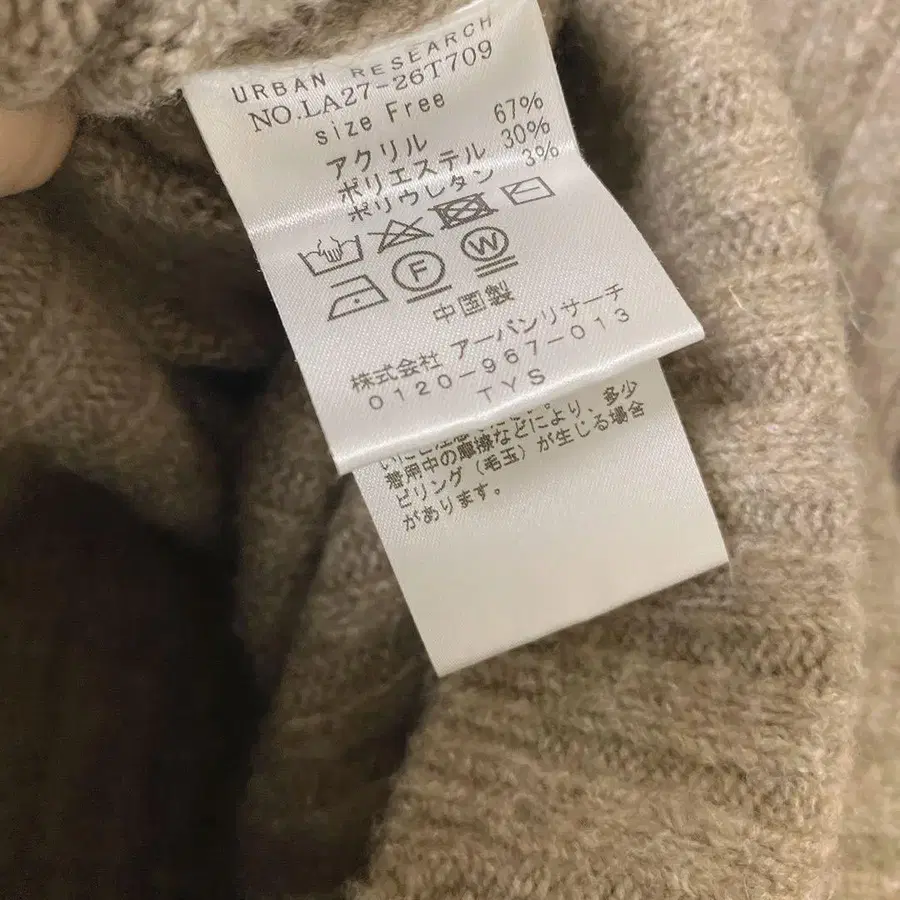 URBAN RESEARCH
NO.LA27-26T709
size Free
アクリル 67%
ポリエステル 30%
ポリウレタン 3%
F W
中国製
株式会社 アーバンリサーチ
0120-967-013
TYS
着用中の摩擦などにより、多少
ピリング(毛玉)が生じる場合
があります。